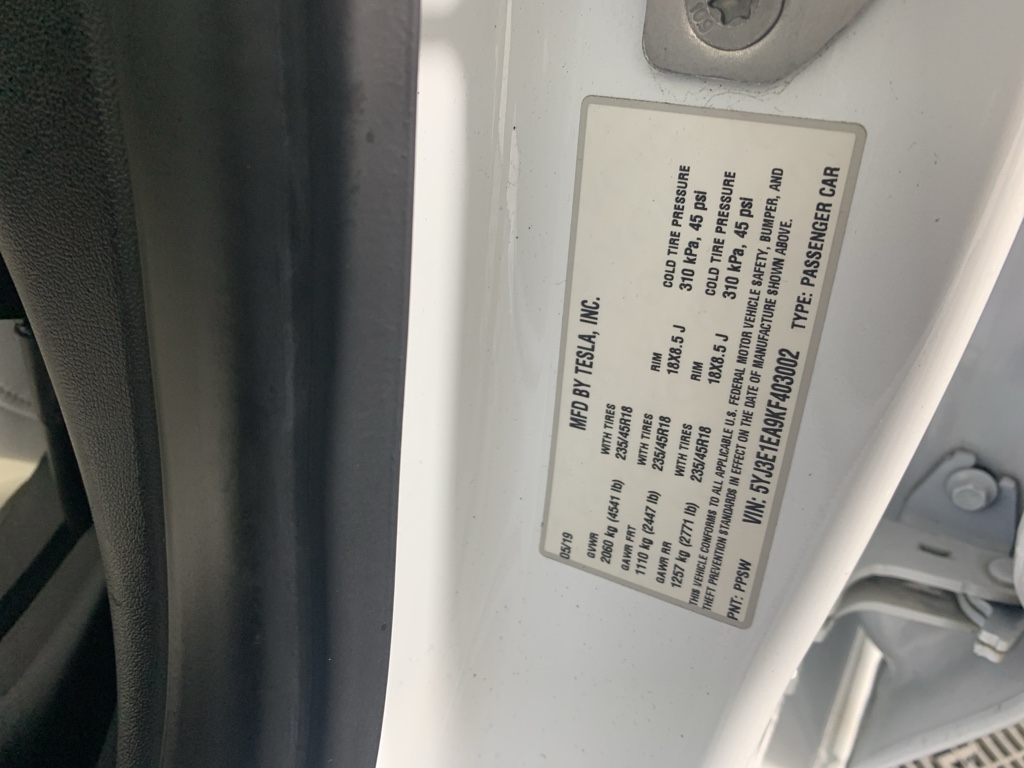 MFD BY TESLA, INC.
05/19
GVWR
2060 kg (4541 lb)
WITH TIRES
235/45R18
RIM
18X8.5 J
COLD TIRE PRESSURE
310 kPa, 45 psi
GAWR FRT
1110 kg (2447 lb)
WITH TIRES
235/45R18
RIM
18X8.5 J
COLD TIRE PRESSURE
310 kPa, 45 psi
GAWR RR
1257 kg (2771 lb)
WITH TIRES
235/45R18
THIS VEHICLE CONFORMS TO ALL APPLICABLE U.S. FEDERAL MOTOR VEHICLE SAFETY, BUMPER, AND
THEFT PREVENTION STANDARDS IN EFFECT ON THE DATE OF MANUFACTURE SHOWN ABOVE.
PNT: PPSW VIN: 5YJ3E1EA9KF403002 TYPE: PASSENGER CAR